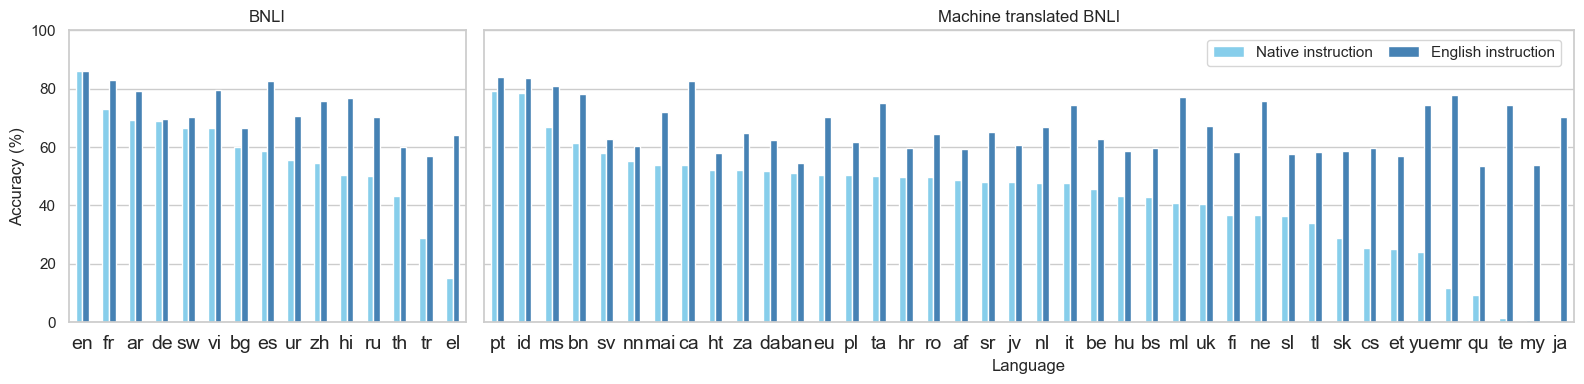 BNLI
Machine translated BNLI
Accuracy (%)
100
80
60
40
20
0
Native instruction
English instruction
en fr ar de sw vi bg es ur zh hi ru th tr el
pt id ms bn sv nn mai ca ht za da ban eu pl ta hr ro af sr jv nl it be hu bs ml uk fi ne sl tl sk cs et yue mr qu te my ja
Language